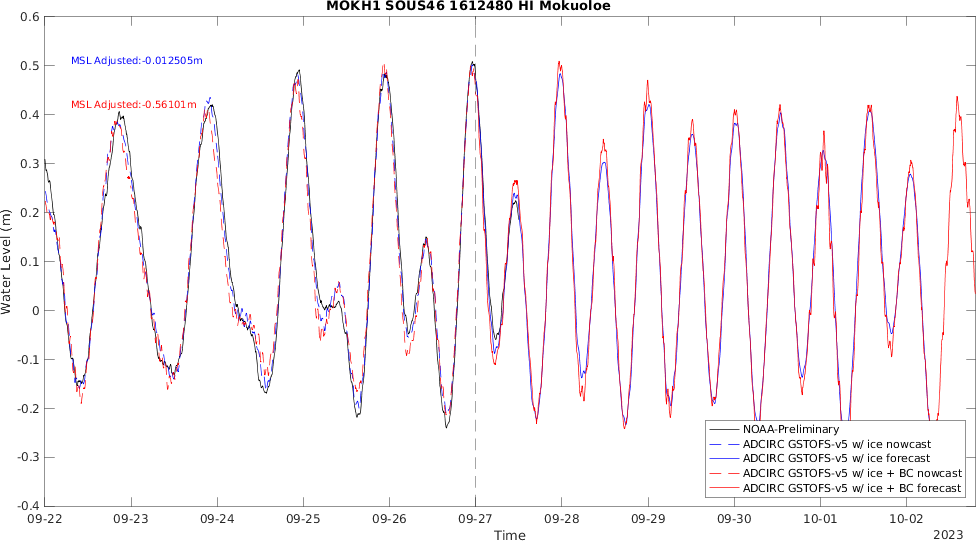 MOKH1 SOUS46 1612480 HI Mokuoloe
0.6
0.5
0.4
0.3
0.2
0.1
0
-0.1
-0.2
-0.3
-0.4
Water Level (m)
MSL Adjusted:-0.012505m
MSL Adjusted:-0.56101m
NOAA-Preliminary
ADCIRC GSTOFS-v5 w/ ice nowcast
ADCIRC GSTOFS-v5 w/ ice forecast
ADCIRC GSTOFS-v5 w/ ice + BC nowcast
ADCIRC GSTOFS-v5 w/ ice + BC forecast
09-22 09-23 09-24 09-25 09-26 09-27 09-28 09-29 09-30 10-01 10-02
Time
2023